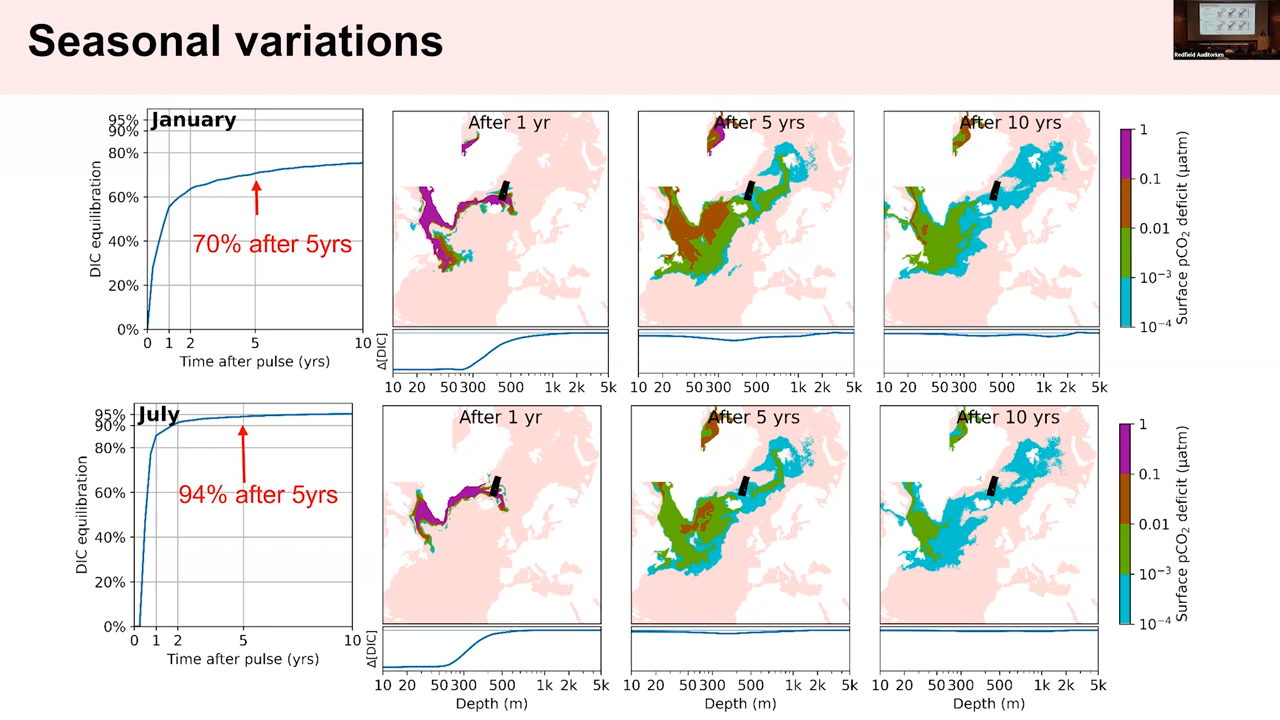 Seasonal variations
Redfield Auditorium
January
95%
90%
80%
60%
40%
20%
0%
DIC equilibration
70% after 5yrs
0 1 2 5 10
Time after pulse (yrs)
After 1 yr
After 5 yrs
After 10 yrs
Δ[DIC]
10 20 50 300 500 1k 2k 5k
10 20 50 300 500 1k 2k 5k
10 20 50 300 500 1k 2k 5k
1
0.1
0.01
10⁻³
10⁻⁴
Surface pCO₂ deficit (μatm)
July
95%
90%
80%
60%
40%
20%
0%
DIC equilibration
94% after 5yrs
0 1 2 5 10
Time after pulse (yrs)
After 1 yr
After 5 yrs
After 10 yrs
Δ[DIC]
10 20 50 300 500 1k 2k 5k
10 20 50 300 500 1k 2k 5k
10 20 50 300 500 1k 2k 5k
Depth (m)
Depth (m)
Depth (m)
1
0.1
0.01
10⁻³
10⁻⁴
Surface pCO₂ deficit (μatm)